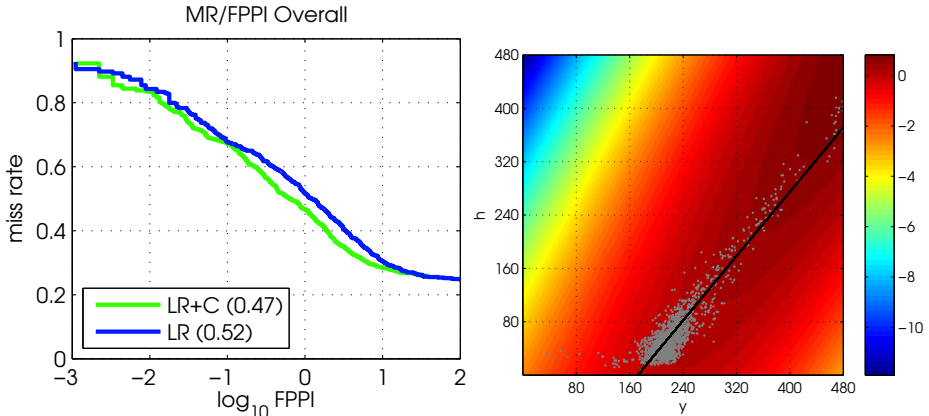 MR/FPPI Overall
1
0.8
0.6
0.4
0.2
0
miss rate
LR+C (0.47)
LR (0.52)
−3 −2 −1 0 1 2
log10 FPPI
480
400
320
240
160
80
h
80 160 240 320 400 480
y
0
−2
−4
−6
−8
−10